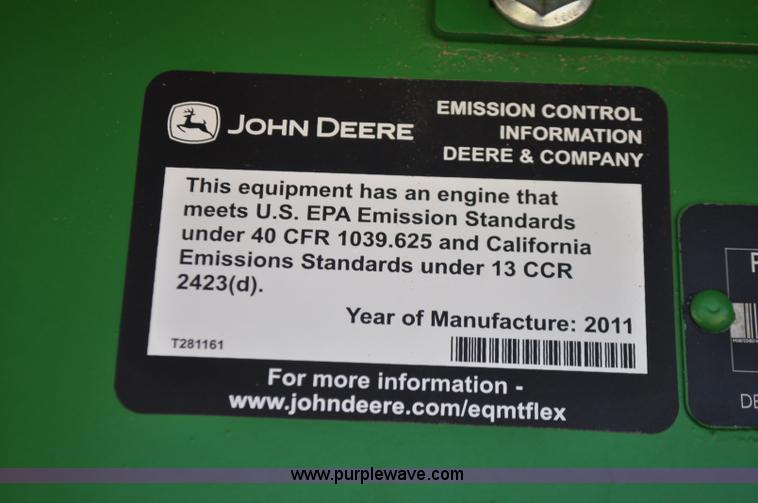 JOHN DEERE
EMISSION CONTROL
INFORMATION
DEERE & COMPANY
This equipment has an engine that
meets U.S. EPA Emission Standards
under 40 CFR 1039.625 and California
Emissions Standards under 13 CCR
2423(d).
Year of Manufacture: 2011
T281161
For more information -
www.johndeere.com/eqmtflex
www.purplewave.com